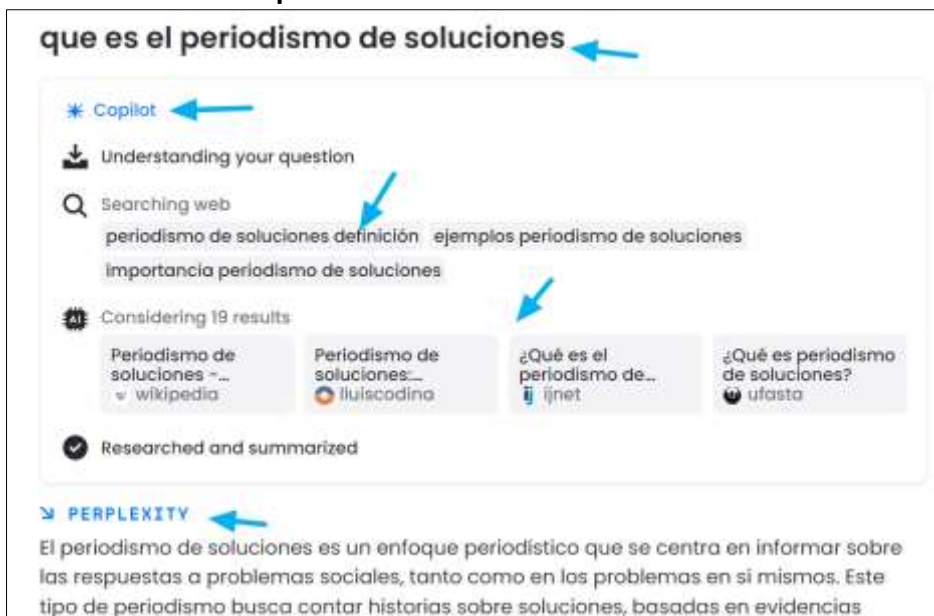 que es el periodismo de soluciones
Copilot
Understanding your question
Searching web
periodismo de soluciones definición ejemplos periodismo de soluciones
importancia periodismo de soluciones
Considering 19 results
Periodismo de soluciones -...
wikipedia
Periodismo de soluciones:...
lluiscodina
¿Qué es el periodismo de...
ijnet
¿Qué es periodismo de soluciones?
ufasta
Researched and summarized
PERPLEXITY
El periodismo de soluciones es un enfoque periodístico que se centra en informar sobre
las respuestas a problemas sociales, tanto como en los problemas en sí mismos. Este
tipo de periodismo busca contar historias sobre soluciones, basadas en evidencias